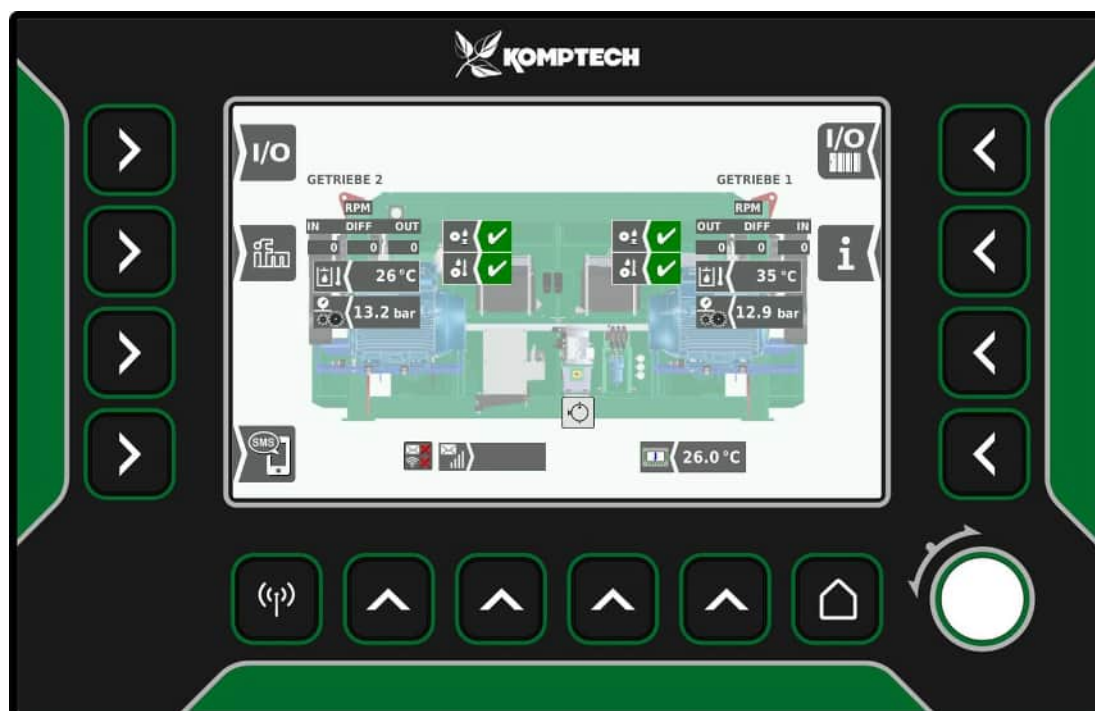 KOMPTECH
I/O
I/O
GETRIEBE 2
GETRIEBE 1
RPM
RPM
IN DIFF OUT
OUT DIFF IN
0 0 0
0 0 0
ifm
i
26 °C
35 °C
13.2 bar
12.9 bar
SMS
26.0 °C